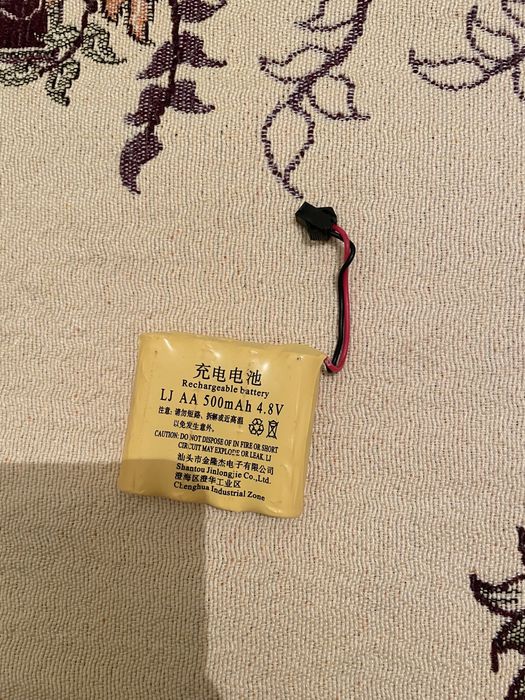 充电电池
Rechargeable battery
LJ AA 500mAh 4.8V
注意: 请勿短路、拆解或近高温
以免发生意外.
CAUTION: DO NOT DISPOSE OF IN FIRE OR SHORT
CIRCUIT MAY EXPLODE OR LEAK. LJ
汕头市金隆杰电子有限公司
Shantou Jinlongjie Co.,Ltd.
澄海区澄华工业区
Chenghua Industrial Zone